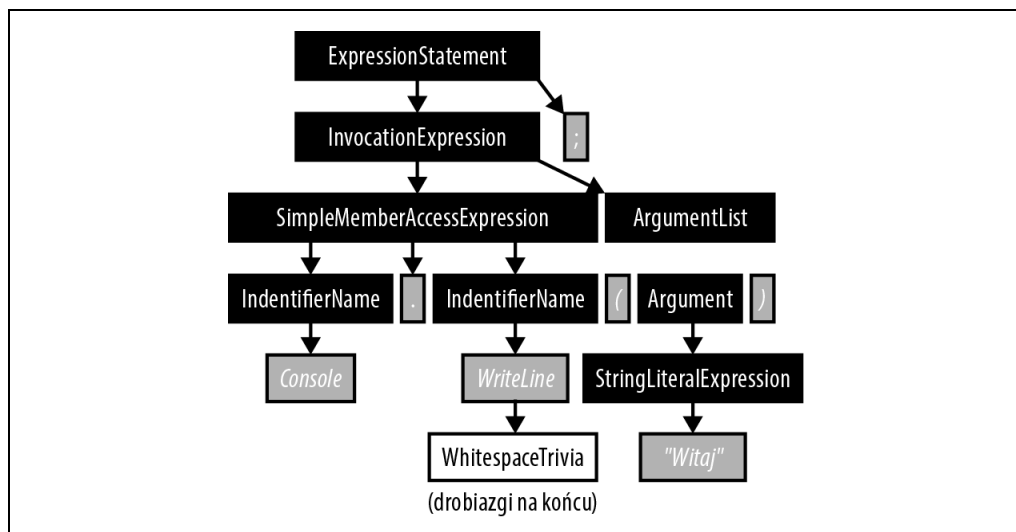 ExpressionStatement
InvocationExpression ;
SimpleMemberAccessExpression ArgumentList
IndentifierName . IndentifierName ( Argument )
Console WriteLine StringLiteralExpression
WhitespaceTrivia "Witaj"
(drobiazgi na końcu)